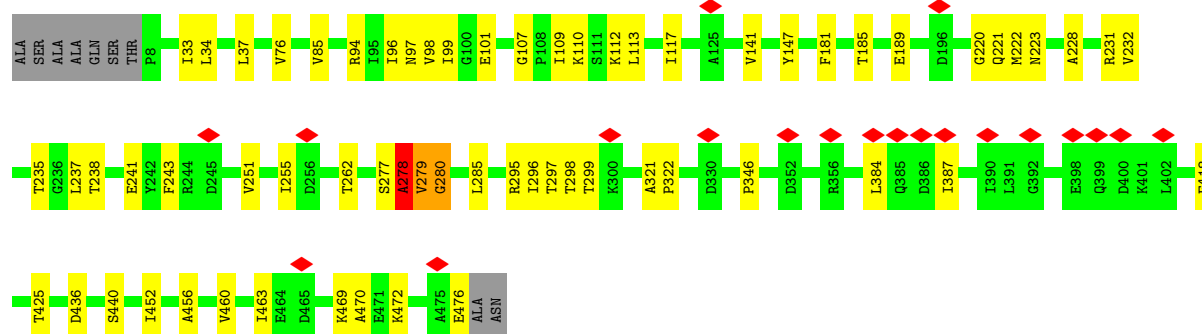 ALA SER ALA ALA GLN SER THR P8 I33 L34 L37 V76 V85 R94 I95 I96 N97 V98 I99 G100 E101 G107 P108 I109 K110 S111 K112 L113 I117 A125 V141 Y147 F181 T185 E189 D196 G220 Q221 M222 N223 A228 R231 V232
T235 G236 L237 T238 E241 Y242 F243 R244 D245 V251 I255 D256 T262 S277 A278 V279 G280 L285 R295 I296 T297 T298 T299 K300 A321 P322 D330 P346 D352 R356 L384 Q385 D386 I387 I390 L391 G392 E398 Q399 D400 K401 L402
T425 D436 S440 I452 A456 V460 I463 E464 D465 K469 A470 E471 K472 A475 E476 ALA ASN